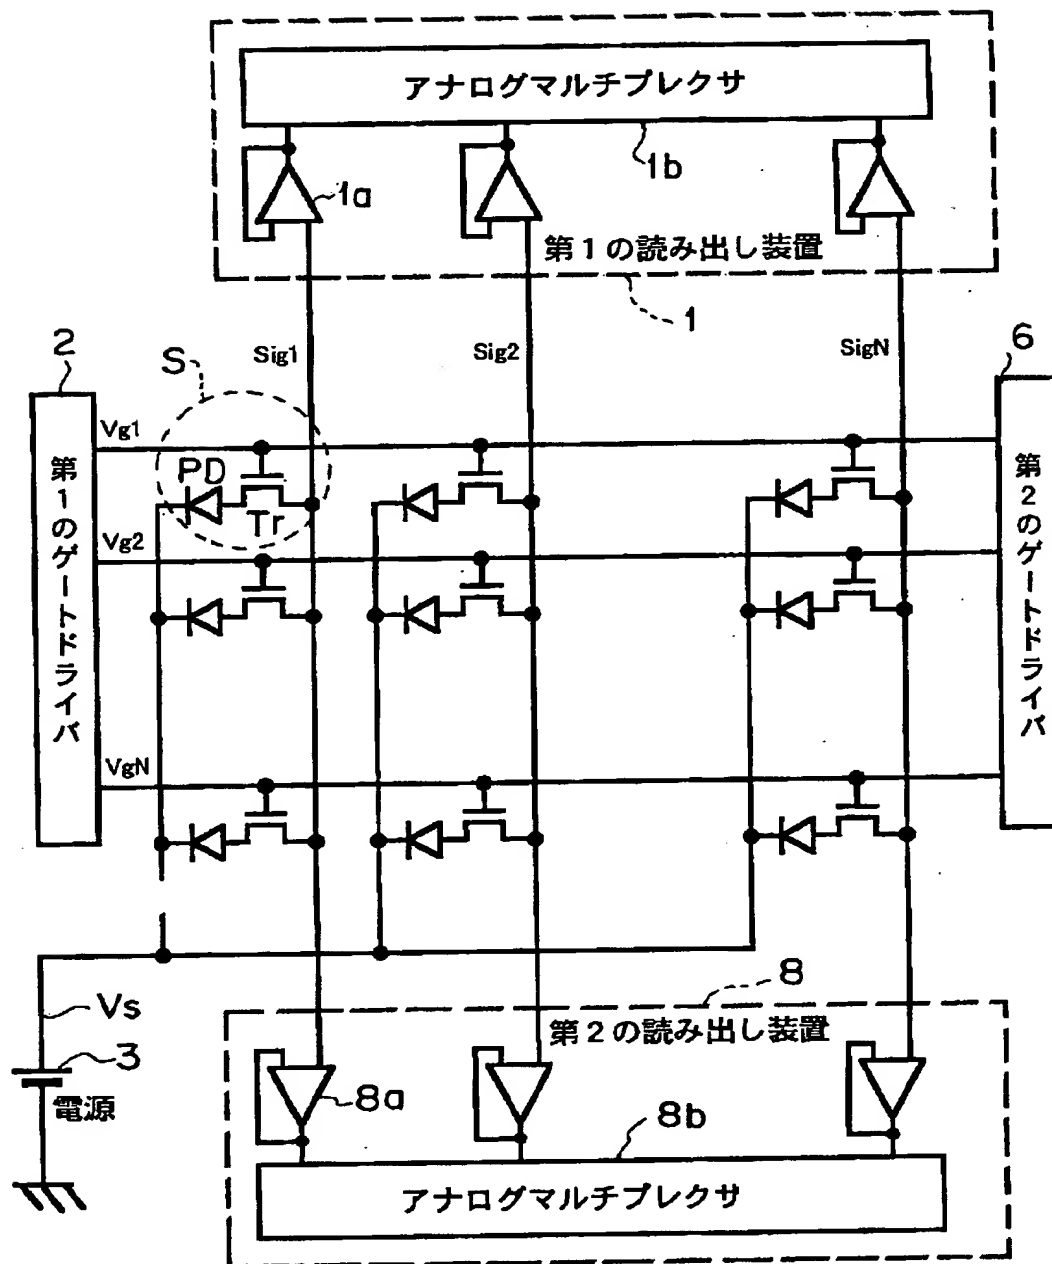 アナログマルチプレクサ
1a
1b
第1の読み出し装置
1
2
S
Sig1
Sig2
SigN
6
Vg1
PD
Tr
第1のゲートドライバ
第2のゲートドライバ
Vg2
VgN
Vs
3
電源
8
第2の読み出し装置
8a
8b
アナログマルチプレクサ